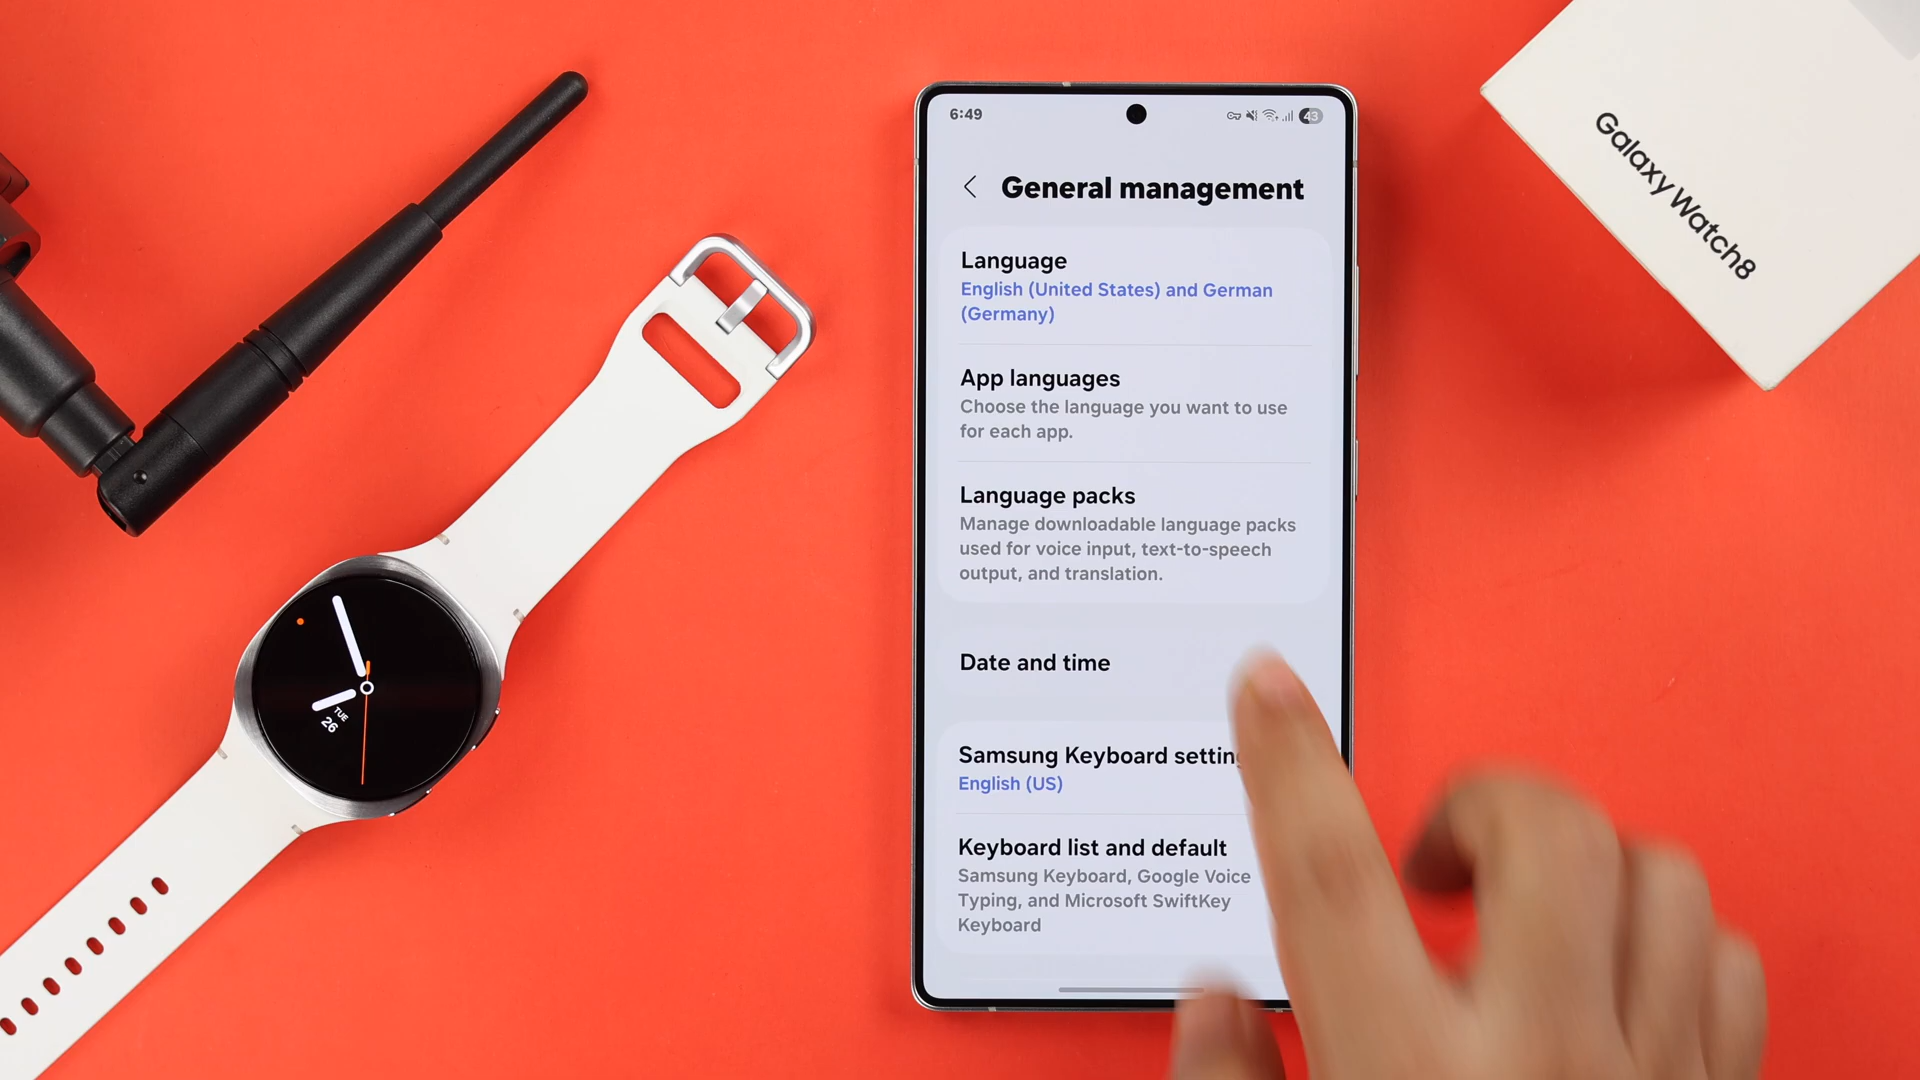 6:49
43
General management
Language
English (United States) and German
(Germany)
App languages
Choose the language you want to use
for each app.
Language packs
Manage downloadable language packs
used for voice input, text-to-speech
output, and translation.
Date and time
Samsung Keyboard setting
English (US)
Keyboard list and default
Samsung Keyboard, Google Voice
Typing, and Microsoft SwiftKey
Keyboard
TUE
26
Galaxy Watch8